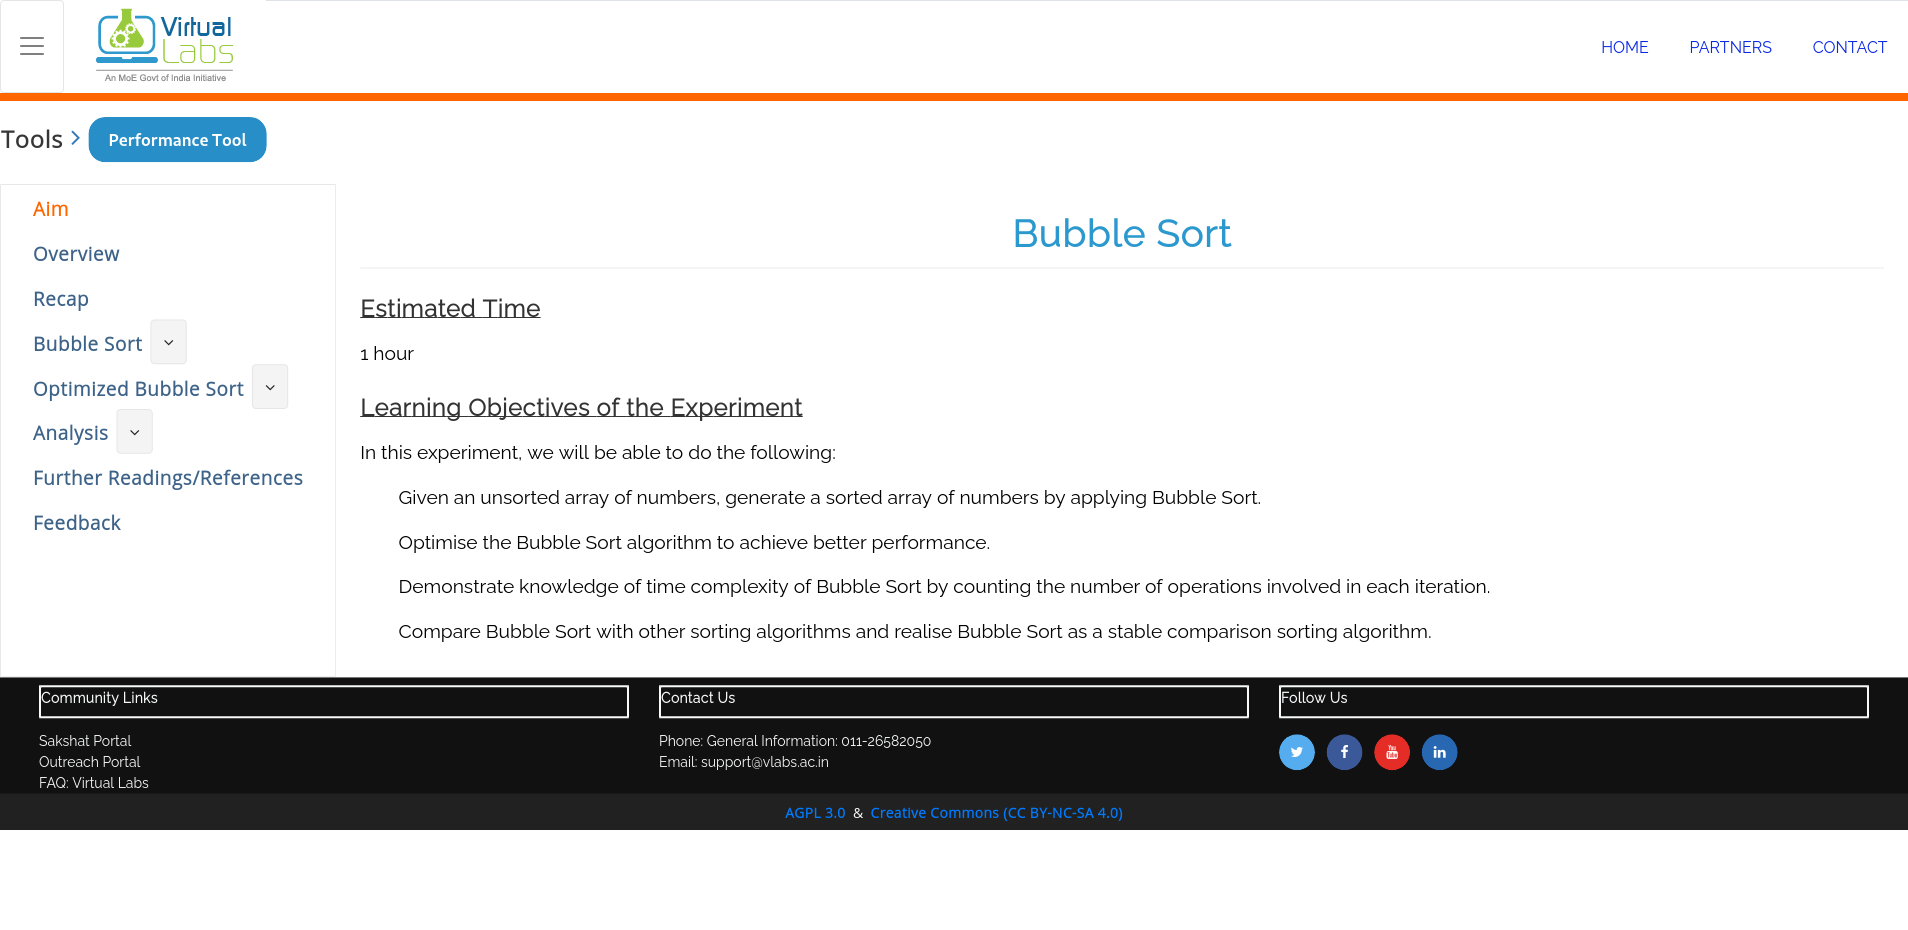 Virtual
Labs
An MoE Govt of India Initiative
HOME PARTNERS CONTACT
Tools Performance Tool
Aim
Overview
Recap
Bubble Sort
Optimized Bubble Sort
Analysis
Further Readings/References
Feedback
Bubble Sort
Estimated Time
1 hour
Learning Objectives of the Experiment
In this experiment, we will be able to do the following:
Given an unsorted array of numbers, generate a sorted array of numbers by applying Bubble Sort.
Optimise the Bubble Sort algorithm to achieve better performance.
Demonstrate knowledge of time complexity of Bubble Sort by counting the number of operations involved in each iteration.
Compare Bubble Sort with other sorting algorithms and realise Bubble Sort as a stable comparison sorting algorithm.
Community Links
Sakshat Portal
Outreach Portal
FAQ: Virtual Labs
Contact Us
Phone: General Information: 011-26582050
Email: support@vlabs.ac.in
Follow Us
AGPL 3.0 & Creative Commons (CC BY-NC-SA 4.0)